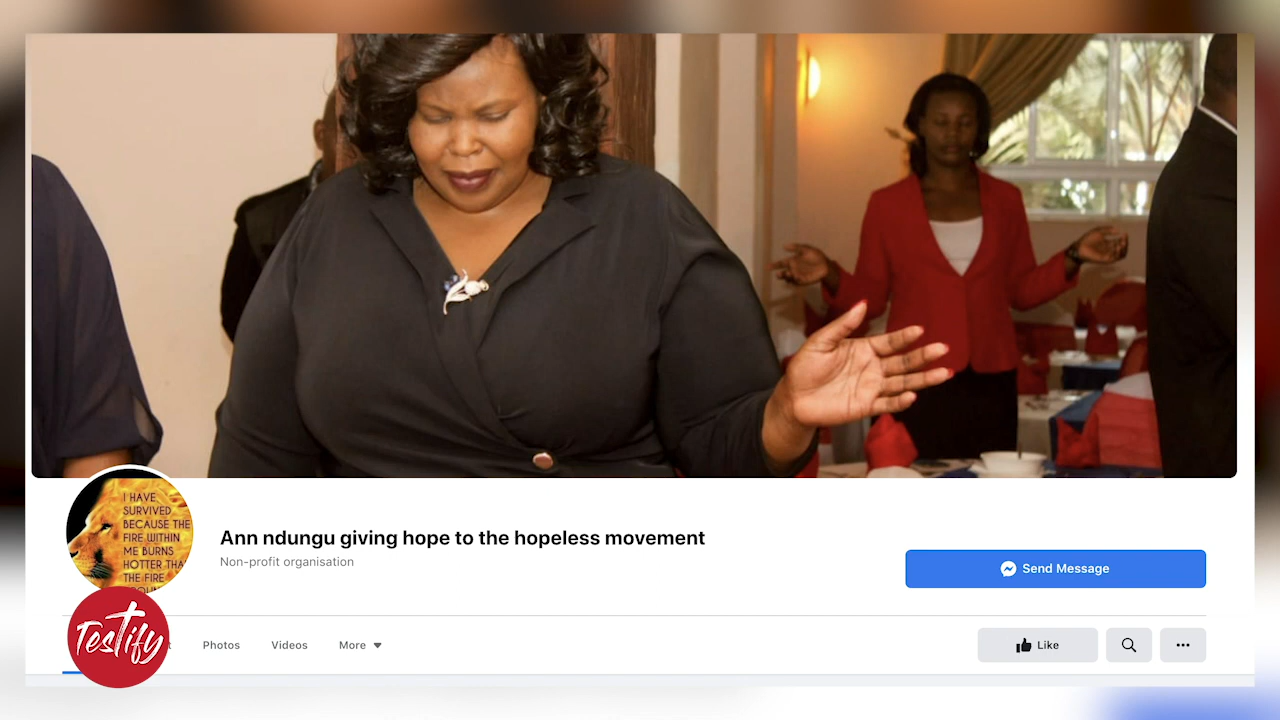 I HAVE
SURVIVED
BECAUSE THE
FIRE WITHIN
ME BURNS
HOTTER THA
THE FIRE
Ann ndungu giving hope to the hopeless movement
Non-profit organisation
Send Message
Testify
Photos
Videos
More
Like